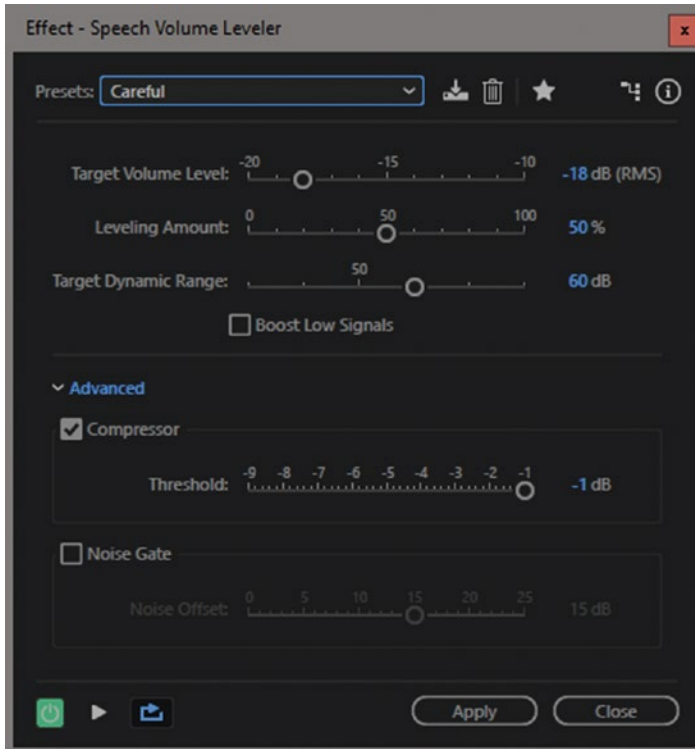 Effect - Speech Volume Leveler x
Presets: Careful
-20 -15 -10
Target Volume Level: -18 dB (RMS)
0 50 100
Leveling Amount: 50 %
50
Target Dynamic Range: 60 dB
Boost Low Signals
Advanced
Compressor
-9 -8 -7 -6 -5 -4 -3 -2 -1
Threshold: -1 dB
Noise Gate
0 5 10 15 20 25
Noise Offset: 15 dB
Apply Close